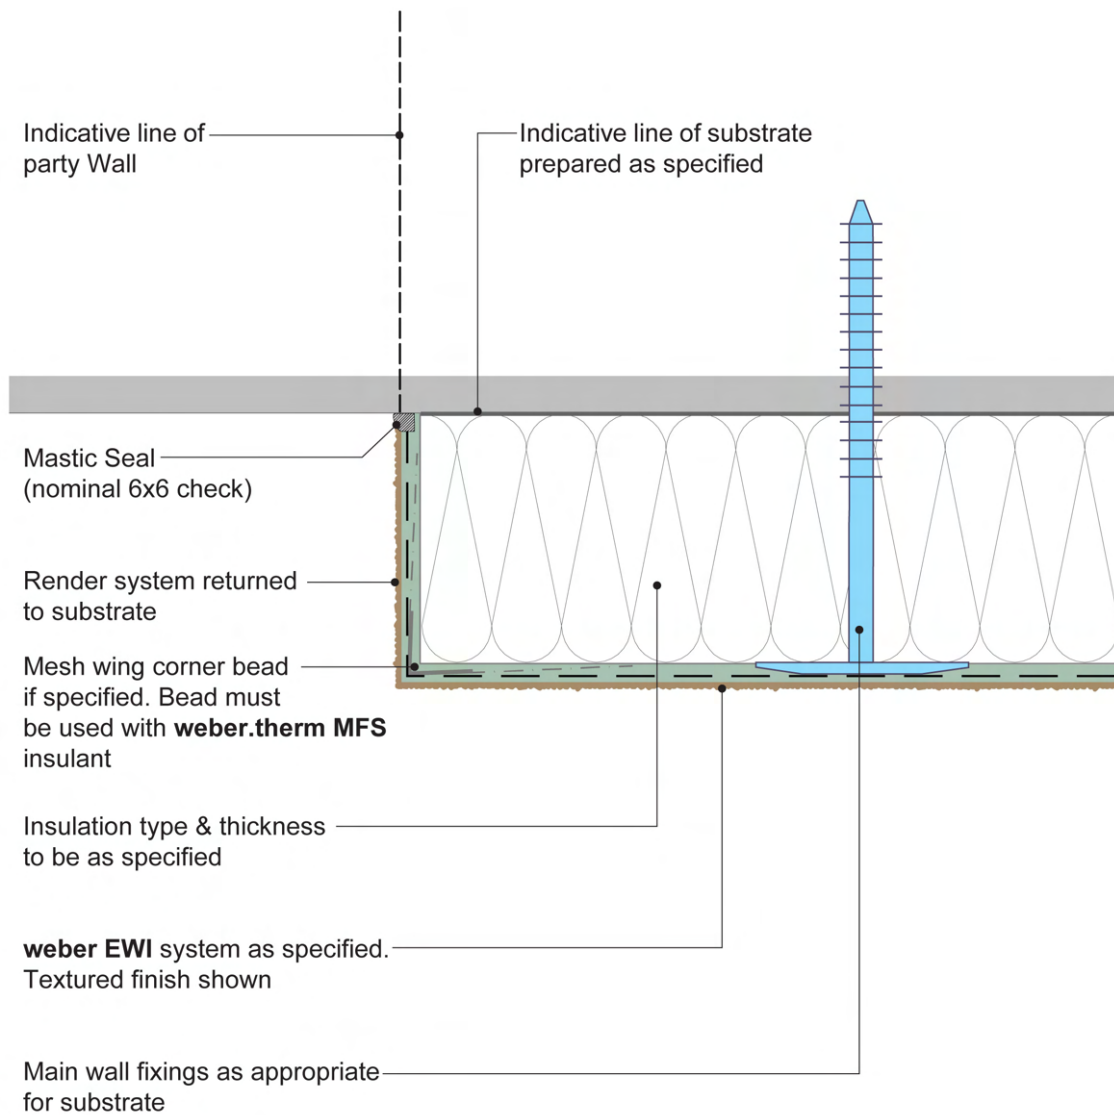 Indicative line of
party Wall
Indicative line of substrate
prepared as specified
Mastic Seal
(nominal 6x6 check)
Render system returned
to substrate
Mesh wing corner bead
if specified. Bead must
be used with weber.therm MFS
insulant
Insulation type & thickness
to be as specified
weber EWI system as specified.
Textured finish shown
Main wall fixings as appropriate
for substrate